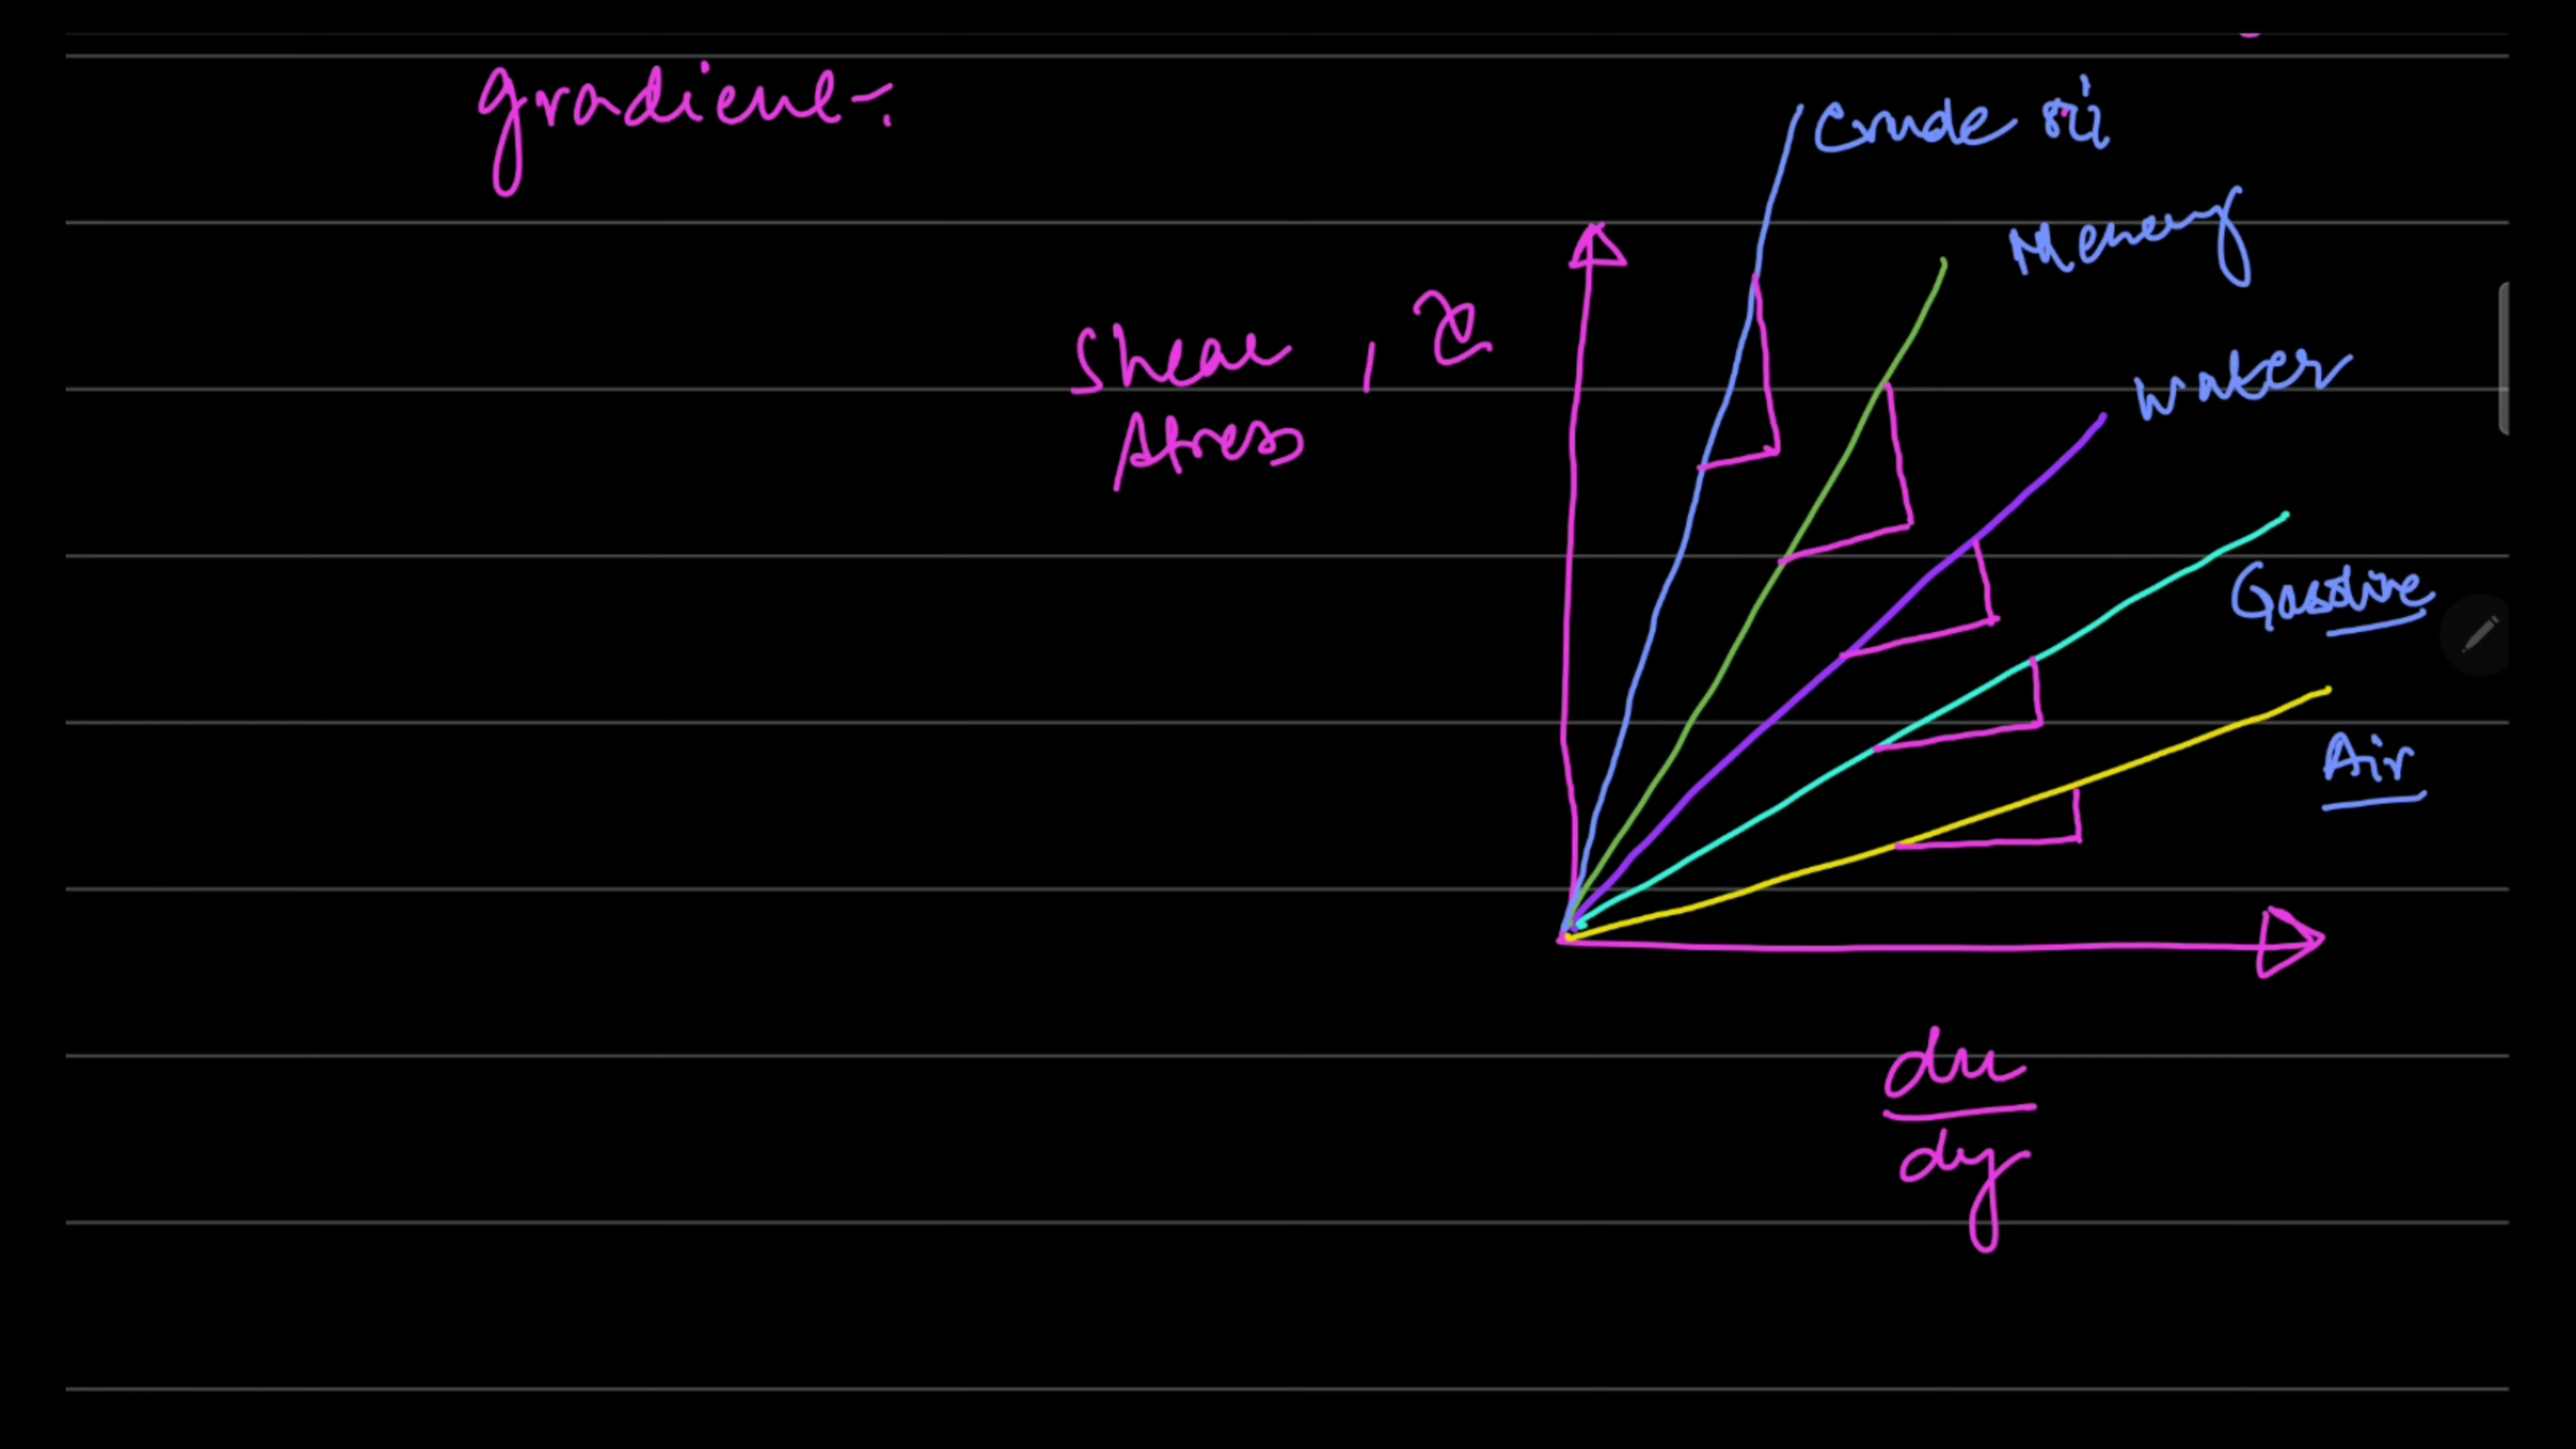 gradient :
Crude oil
Mercury
Shear , τ
stress
water
Gasoline
Air
du
dy